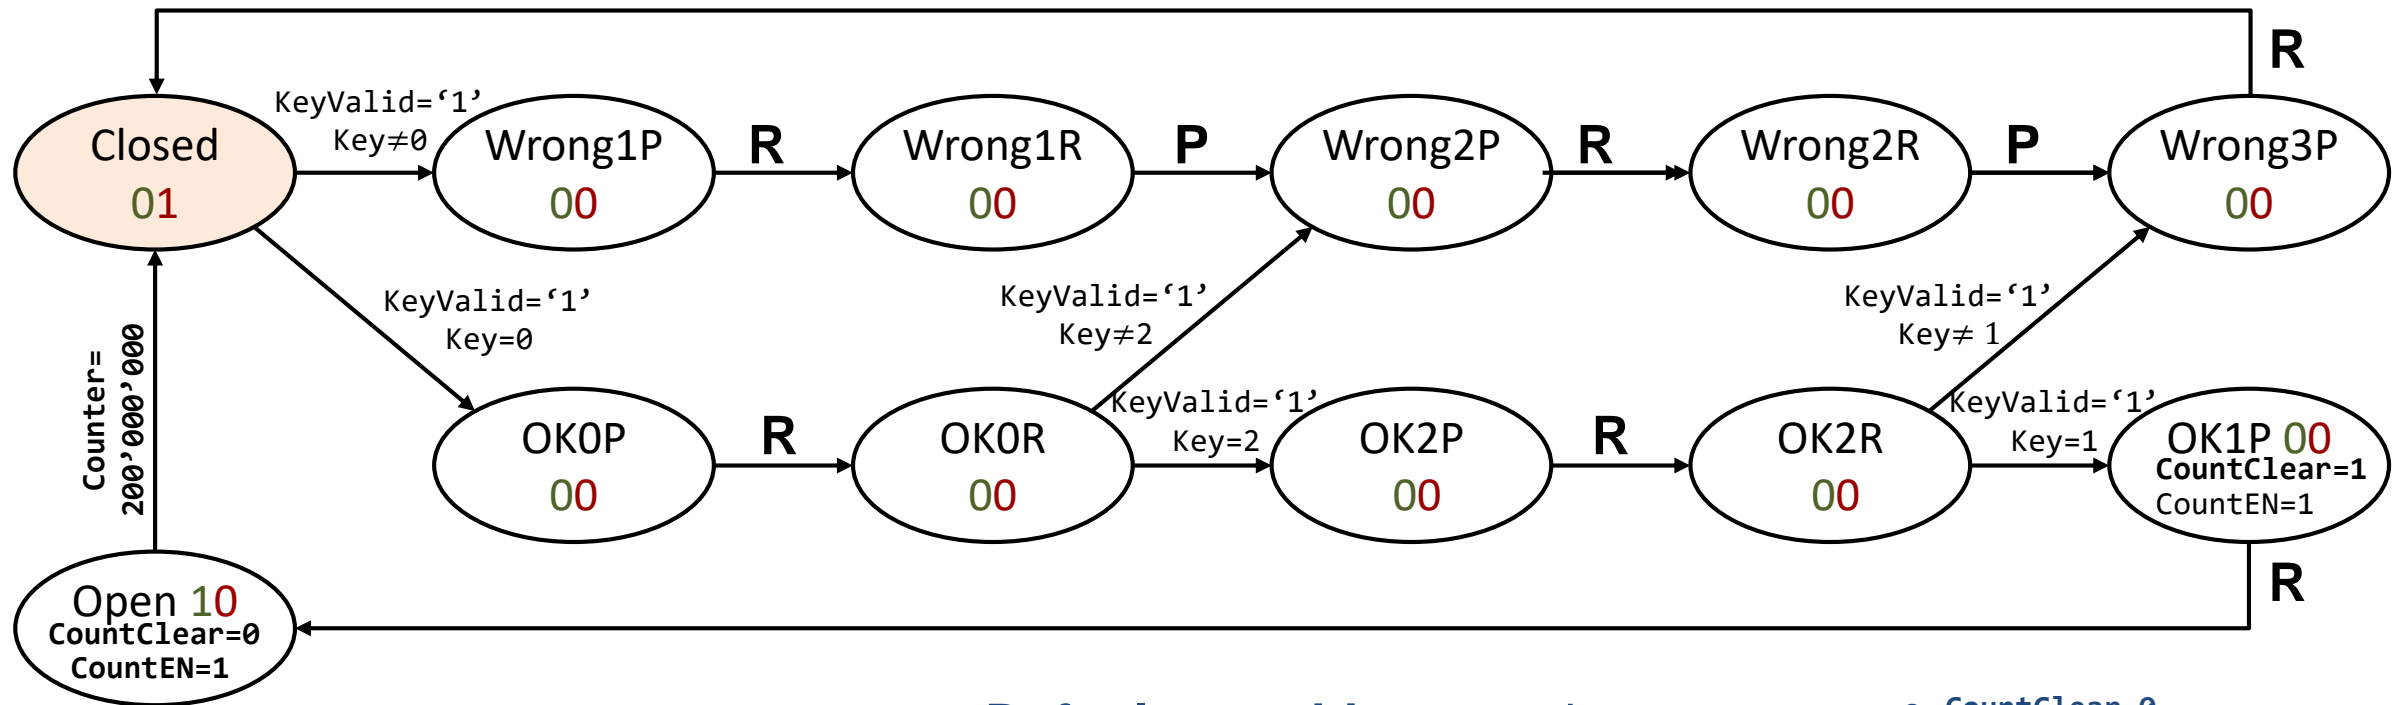 R
KeyValid=‘1’
Key≠0
Closed
01
Wrong1P
00
R
Wrong1R
00
P
Wrong2P
00
R
Wrong2R
00
P
Wrong3P
00
KeyValid=‘1’
Key=0
KeyValid=‘1’
Key≠2
KeyValid=‘1’
Key≠ 1
Counter=
200’000’000
OK0P
00
R
OK0R
00
KeyValid=‘1’
Key=2
OK2P
00
R
OK2R
00
KeyValid=‘1’
Key=1
OK1P 00
CountClear=1
CountEN=1
R
Open 10
CountClear=0
CountEN=1